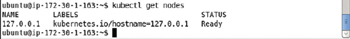 ubuntu@ip-172-30-1-163:~$ kubectl get nodes
NAME LABELS STATUS
127.0.0.1 kubernetes.io/hostname=127.0.0.1 Ready
ubuntu@ip-172-30-1-163:~$